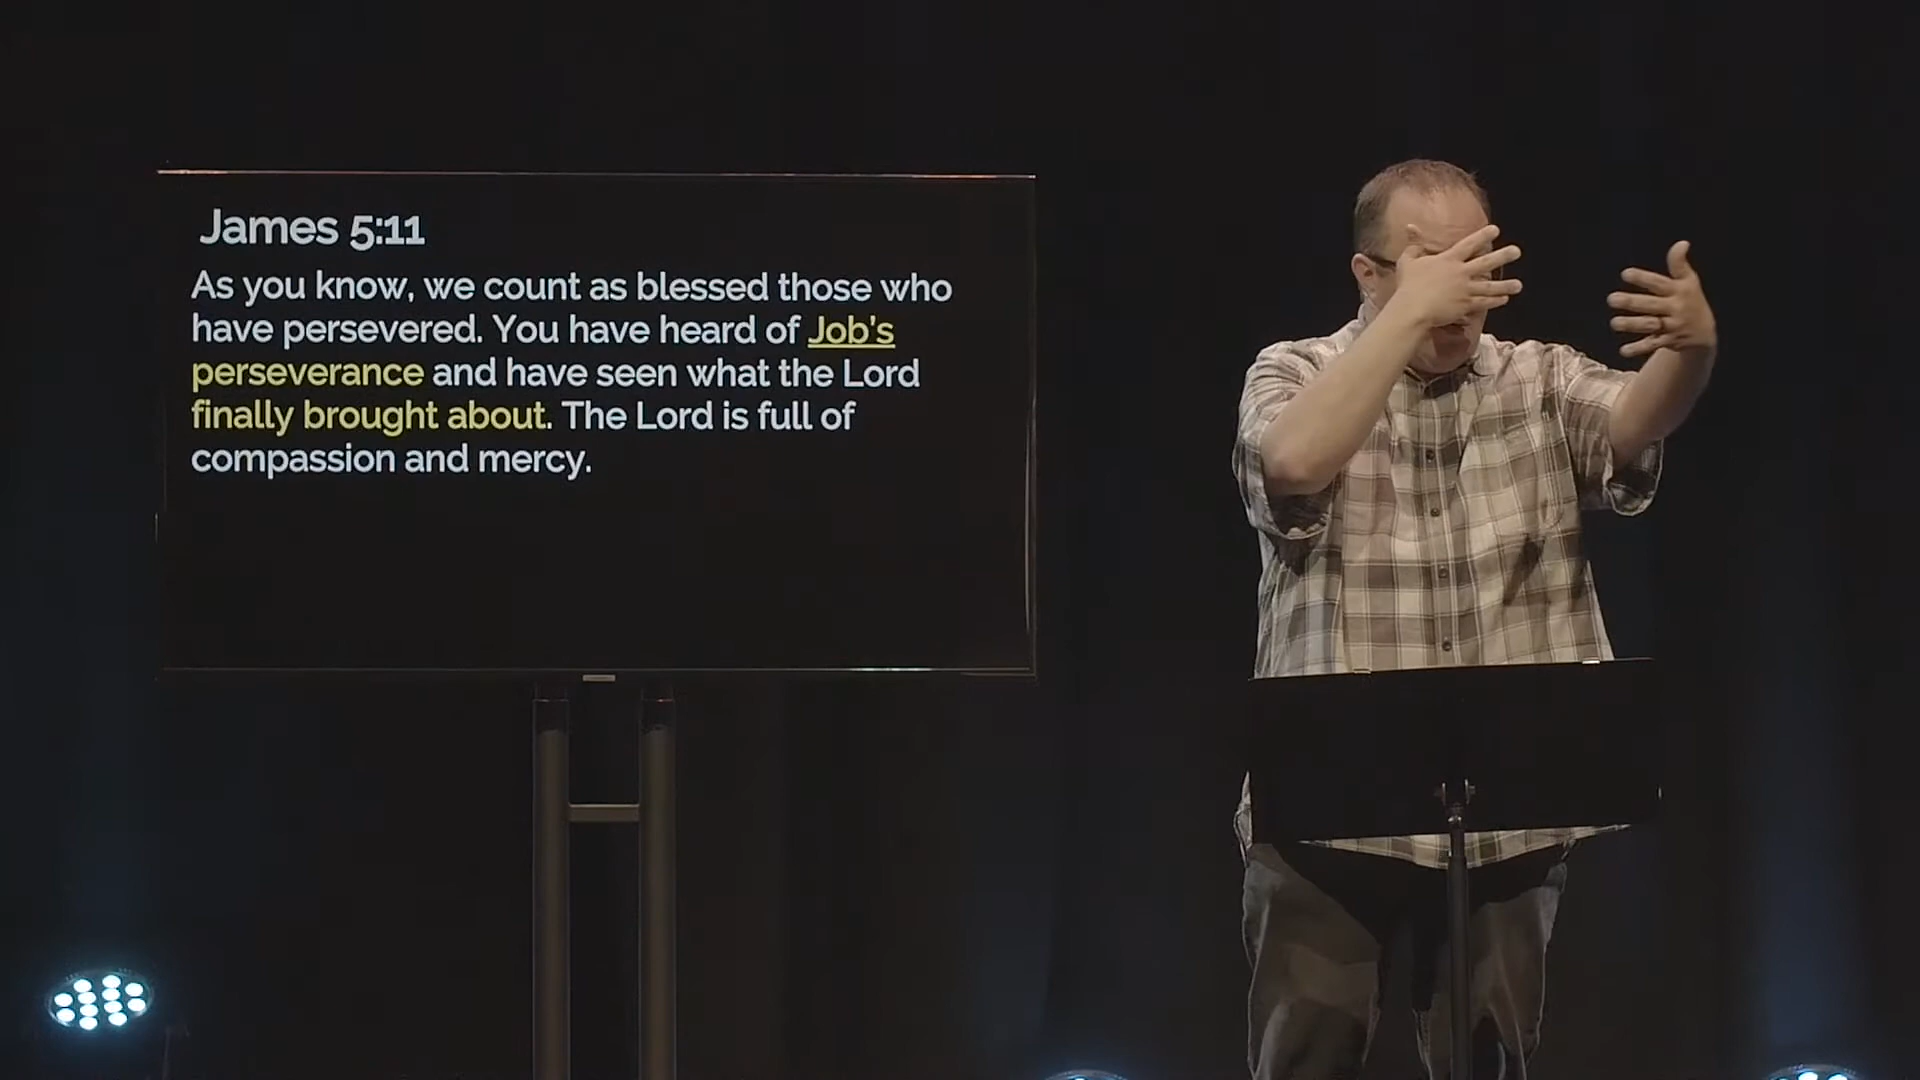 James 5:11
As you know, we count as blessed those who
have persevered. You have heard of Job's
perseverance and have seen what the Lord
finally brought about. The Lord is full of
compassion and mercy.